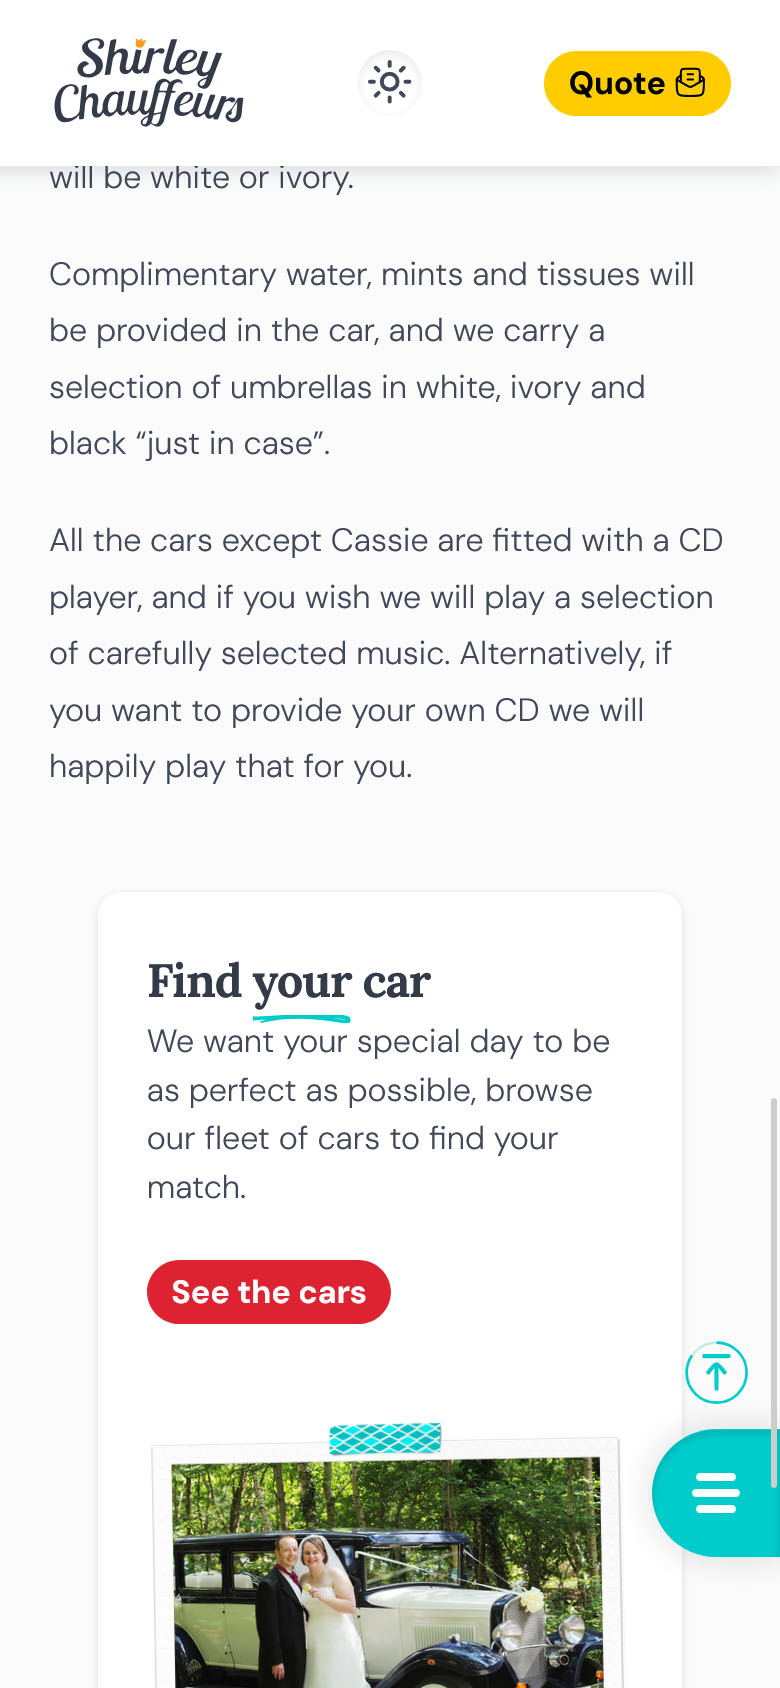 Shirley
Chauffeurs
Quote
will be white or ivory.
Complimentary water, mints and tissues will
be provided in the car, and we carry a
selection of umbrellas in white, ivory and
black “just in case”.
All the cars except Cassie are fitted with a CD
player, and if you wish we will play a selection
of carefully selected music. Alternatively, if
you want to provide your own CD we will
happily play that for you.
Find your car
We want your special day to be
as perfect as possible, browse
our fleet of cars to find your
match.
See the cars